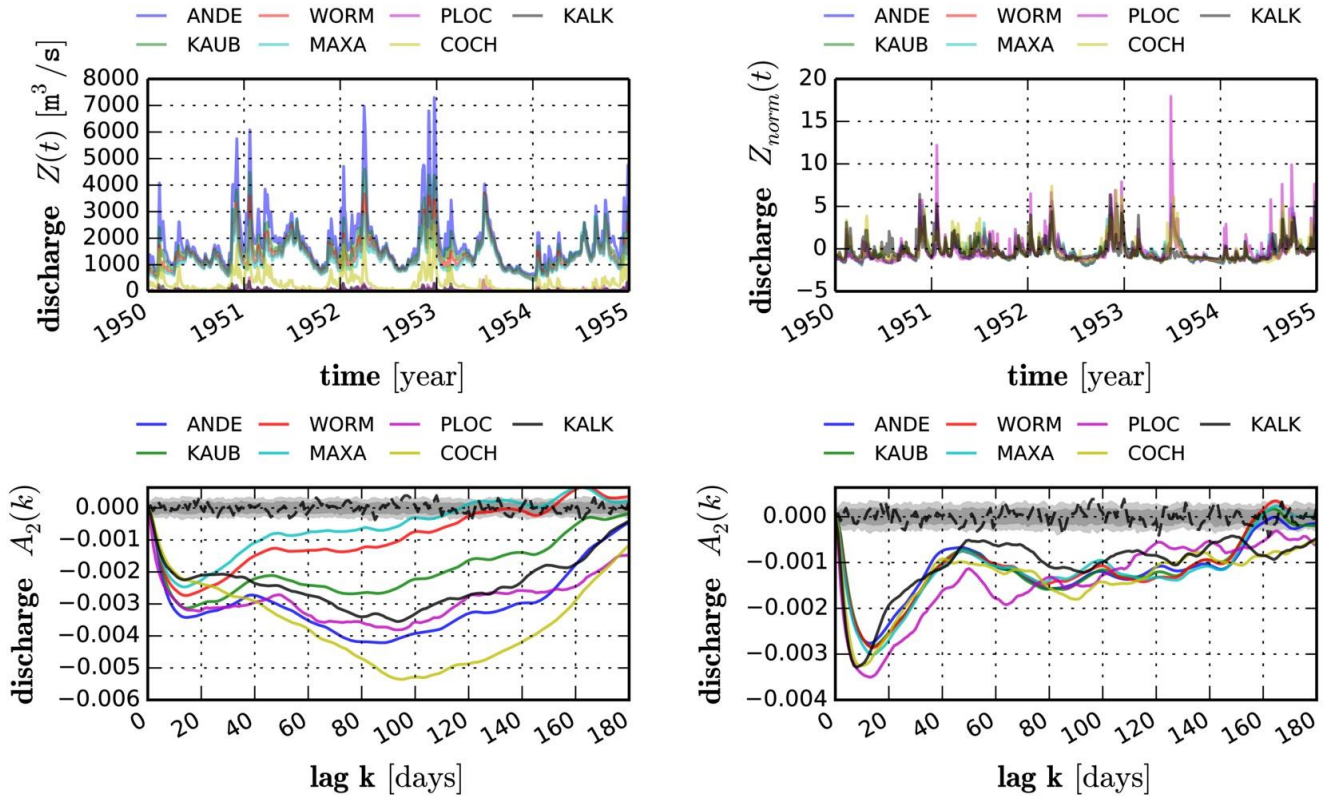 ANDE WORM PLOC KALK
KAUB MAXA COCH
discharge Z(t) [m³/s]
8000
7000
6000
5000
4000
3000
2000
1000
0
1950 1951 1952 1953 1954 1955
time [year]
ANDE WORM PLOC KALK
KAUB MAXA COCH
discharge Z_norm(t)
20
15
10
5
0
−5
1950 1951 1952 1953 1954 1955
time [year]
ANDE WORM PLOC KALK
KAUB MAXA COCH
discharge A₂(k)
0.000
−0.001
−0.002
−0.003
−0.004
−0.005
−0.006
0 20 40 60 80 100 120 140 160 180
lag k [days]
ANDE WORM PLOC KALK
KAUB MAXA COCH
discharge A₂(k)
0.000
−0.001
−0.002
−0.003
−0.004
0 20 40 60 80 100 120 140 160 180
lag k [days]